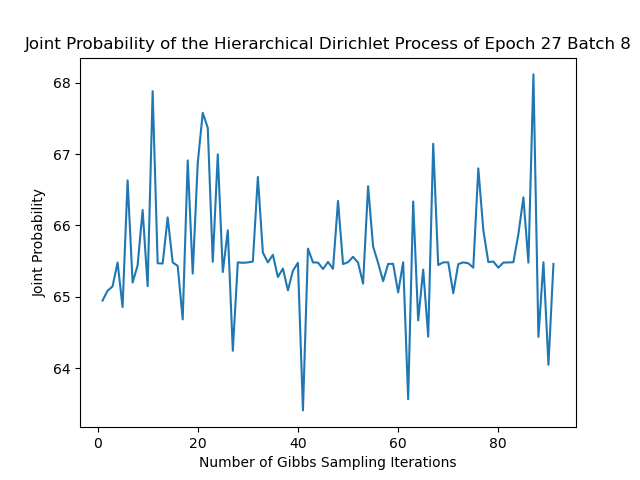 Joint Probability of the Hierarchical Dirichlet Process of Epoch 27 Batch 8
68
67
66
65
64
Joint Probability
0 20 40 60 80
Number of Gibbs Sampling Iterations